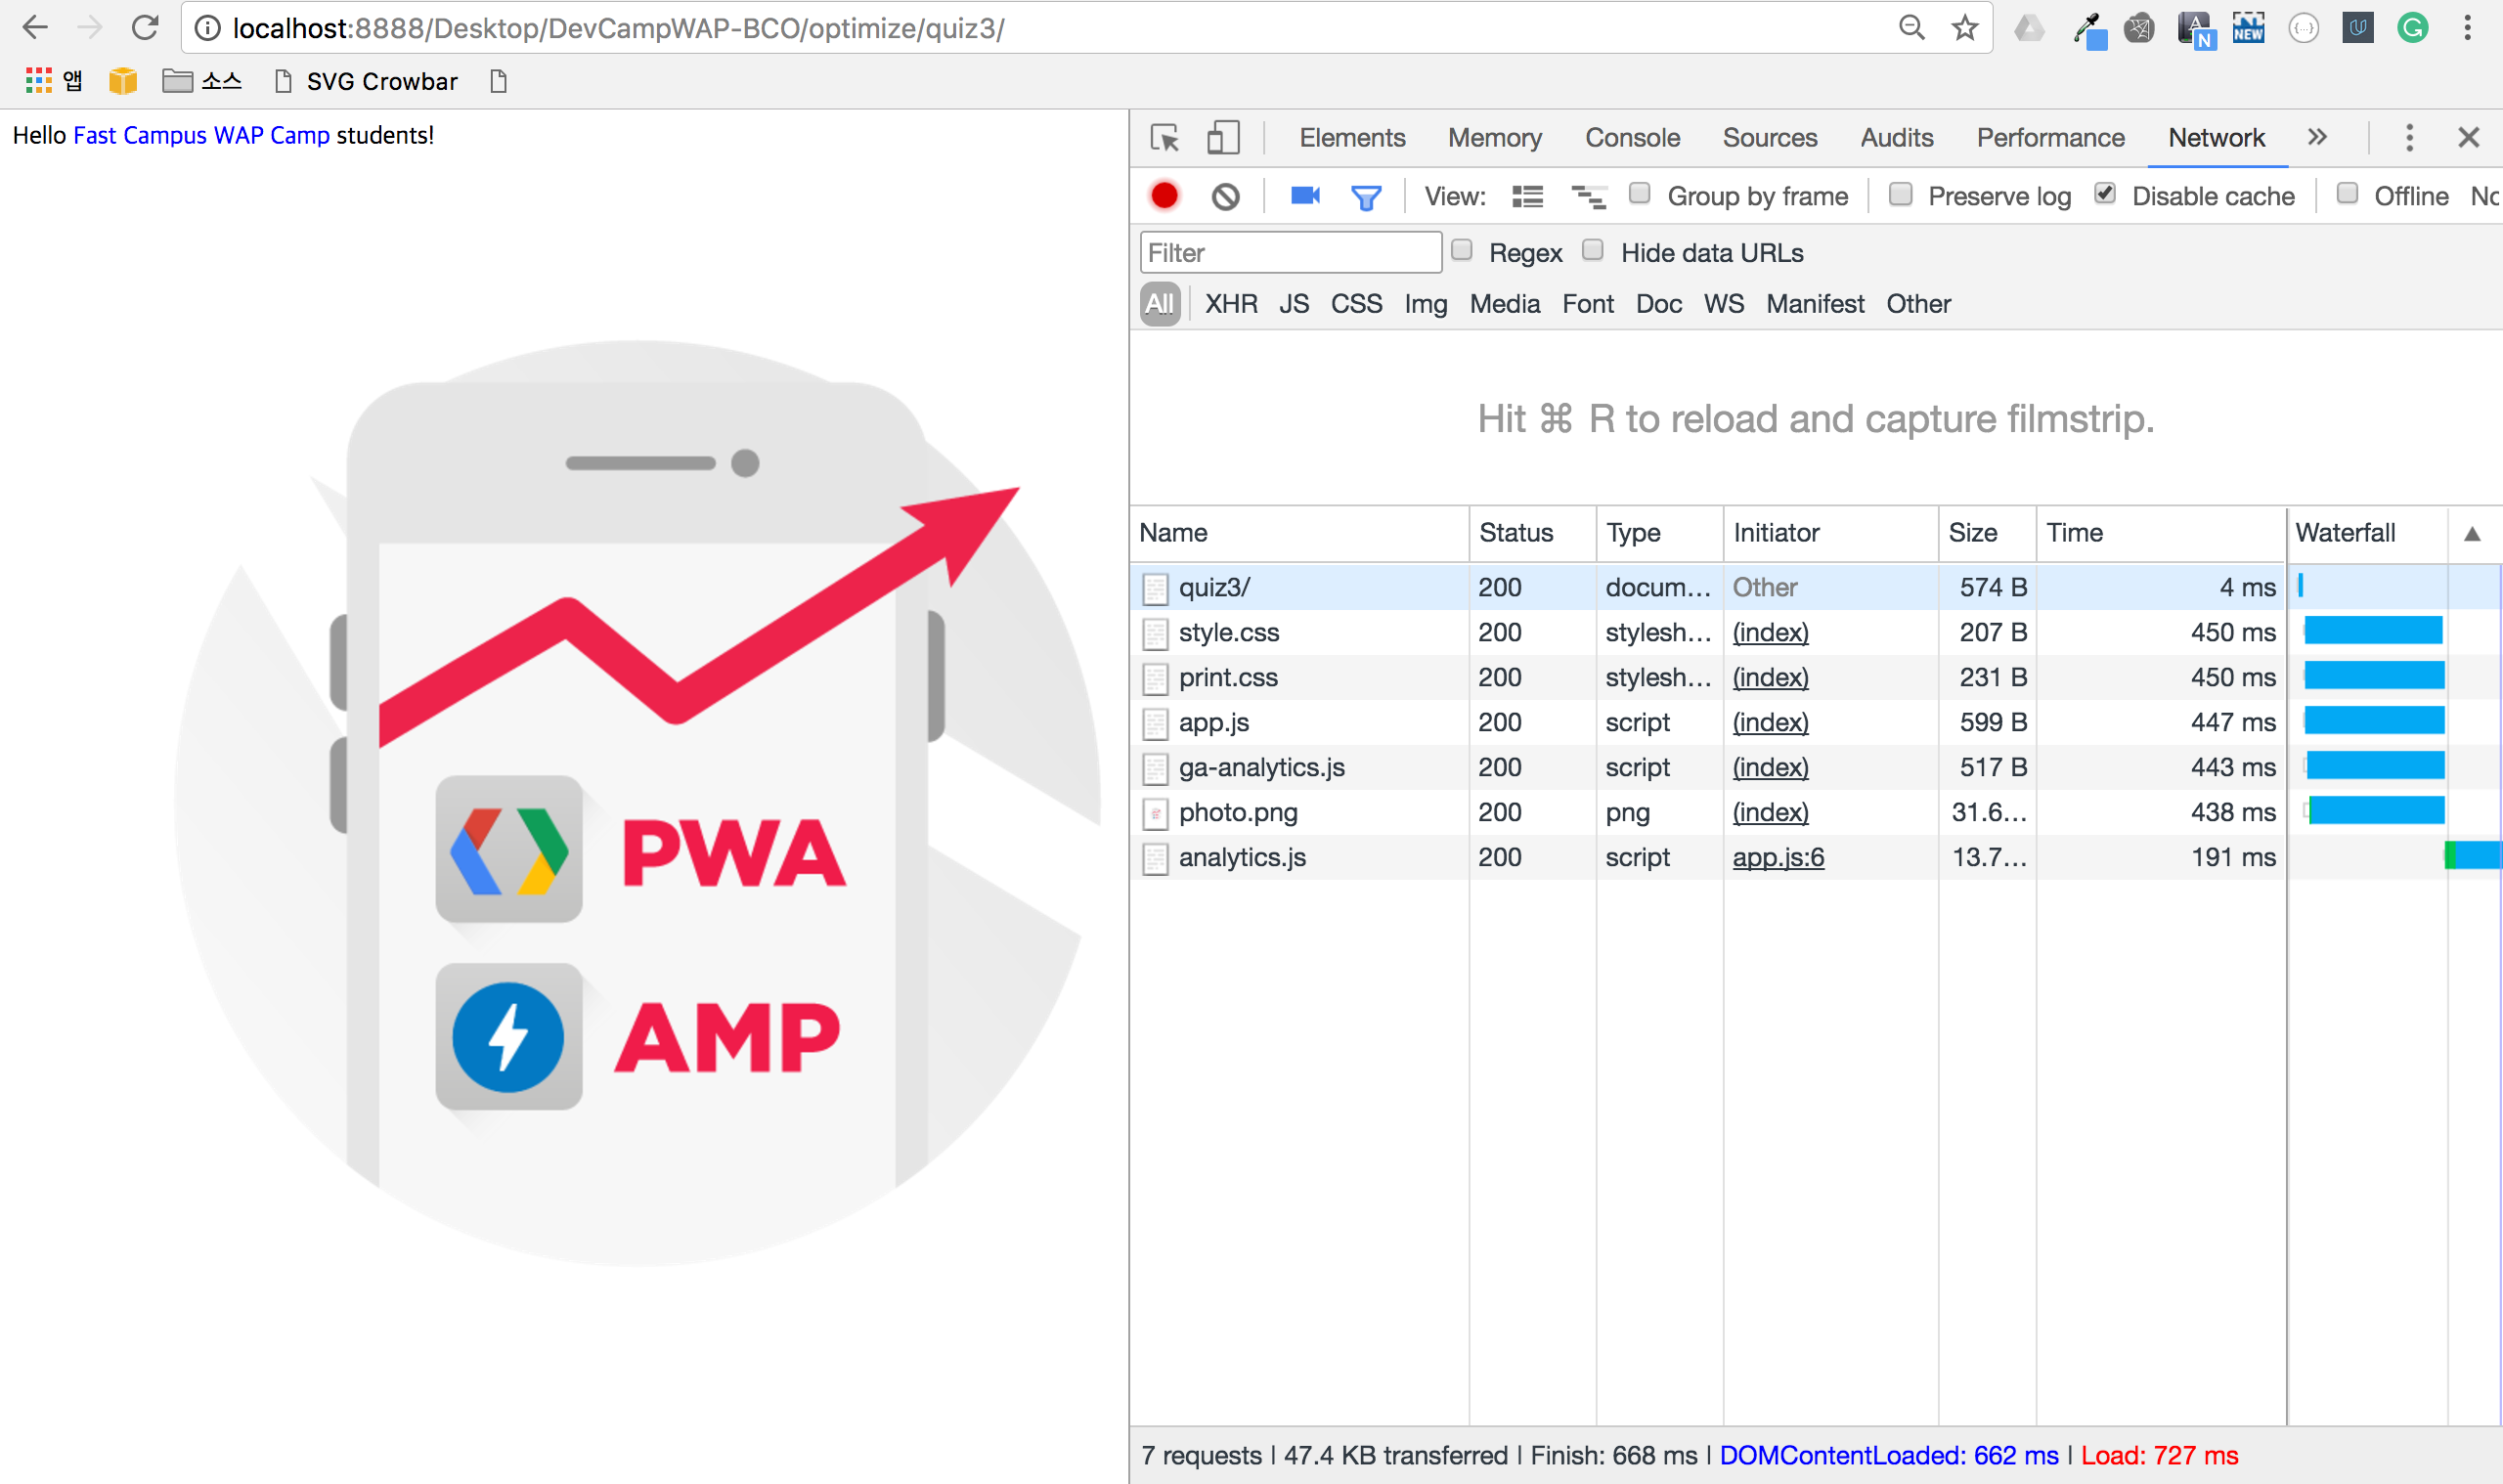 localhost:8888/Desktop/DevCampWAP-BCO/optimize/quiz3/
A N NEW {...} U G
앱 소스 SVG Crowbar
Hello Fast Campus WAP Camp students!
PWA
AMP
Elements Memory Console Sources Audits Performance Network »
View: Group by frame Preserve log Disable cache Offline
Filter Regex Hide data URLs
All XHR JS CSS Img Media Font Doc WS Manifest Other
Hit ⌘ R to reload and capture filmstrip.
Name Status Type Initiator Size Time Waterfall ▲
quiz3/ 200 docum... Other 574 B 4 ms
style.css 200 stylesh... (index) 207 B 450 ms
print.css 200 stylesh... (index) 231 B 450 ms
app.js 200 script (index) 599 B 447 ms
ga-analytics.js 200 script (index) 517 B 443 ms
photo.png 200 png (index) 31.6... 438 ms
analytics.js 200 script app.js:6 13.7... 191 ms
7 requests | 47.4 KB transferred | Finish: 668 ms | DOMContentLoaded: 662 ms | Load: 727 ms